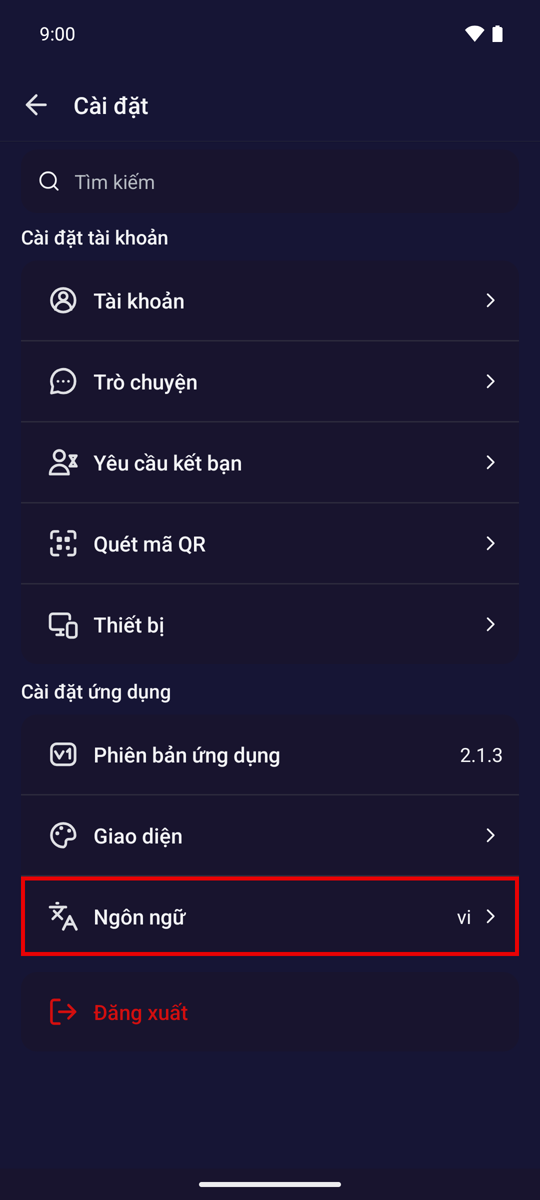 9:00
Cài đặt
Tìm kiếm
Cài đặt tài khoản
Tài khoản
Trò chuyện
Yêu cầu kết bạn
Quét mã QR
Thiết bị
Cài đặt ứng dụng
V1 Phiên bản ứng dụng 2.1.3
Giao diện
Ngôn ngữ vi
Đăng xuất